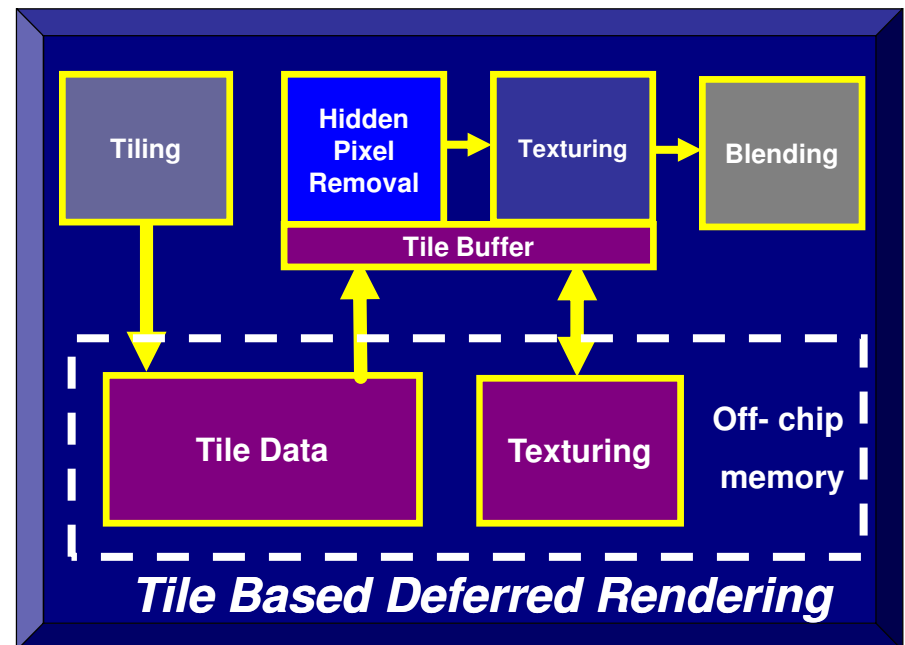 Tiling
Hidden
Pixel
Removal
Texturing
Blending
Tile Buffer
Tile Data
Texturing
Off- chip
memory
Tile Based Deferred Rendering